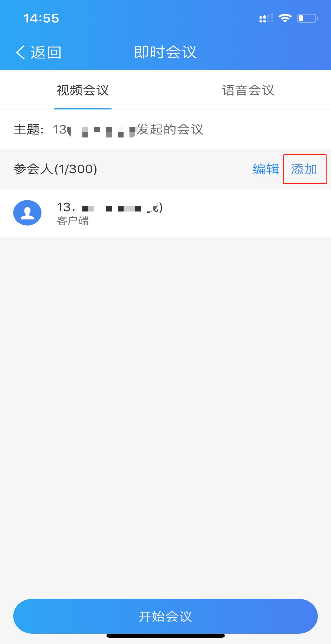 14:55
返回 即时会议
视频会议 语音会议
主题: 13 发起的会议
参会人(1/300) 编辑 添加
13. )
客户端
开始会议